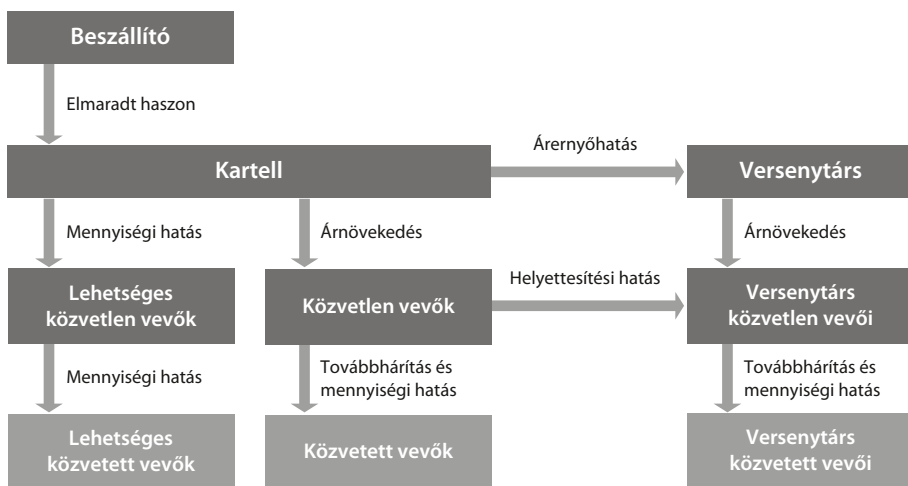 Beszállító
Elmaradt haszon
Árernyőhatás
Kartell
Versenytárs
Mennyiségi hatás
Árnövekedés
Árnövekedés
Lehetséges
közvetlen vevők
Közvetlen vevők
Helyettesítési hatás
Versenytárs
közvetlen vevői
Mennyiségi hatás
Továbbhárítás és
mennyiségi hatás
Továbbhárítás és
mennyiségi hatás
Lehetséges
közvetett vevők
Közvetett vevők
Versenytárs
közvetett vevői